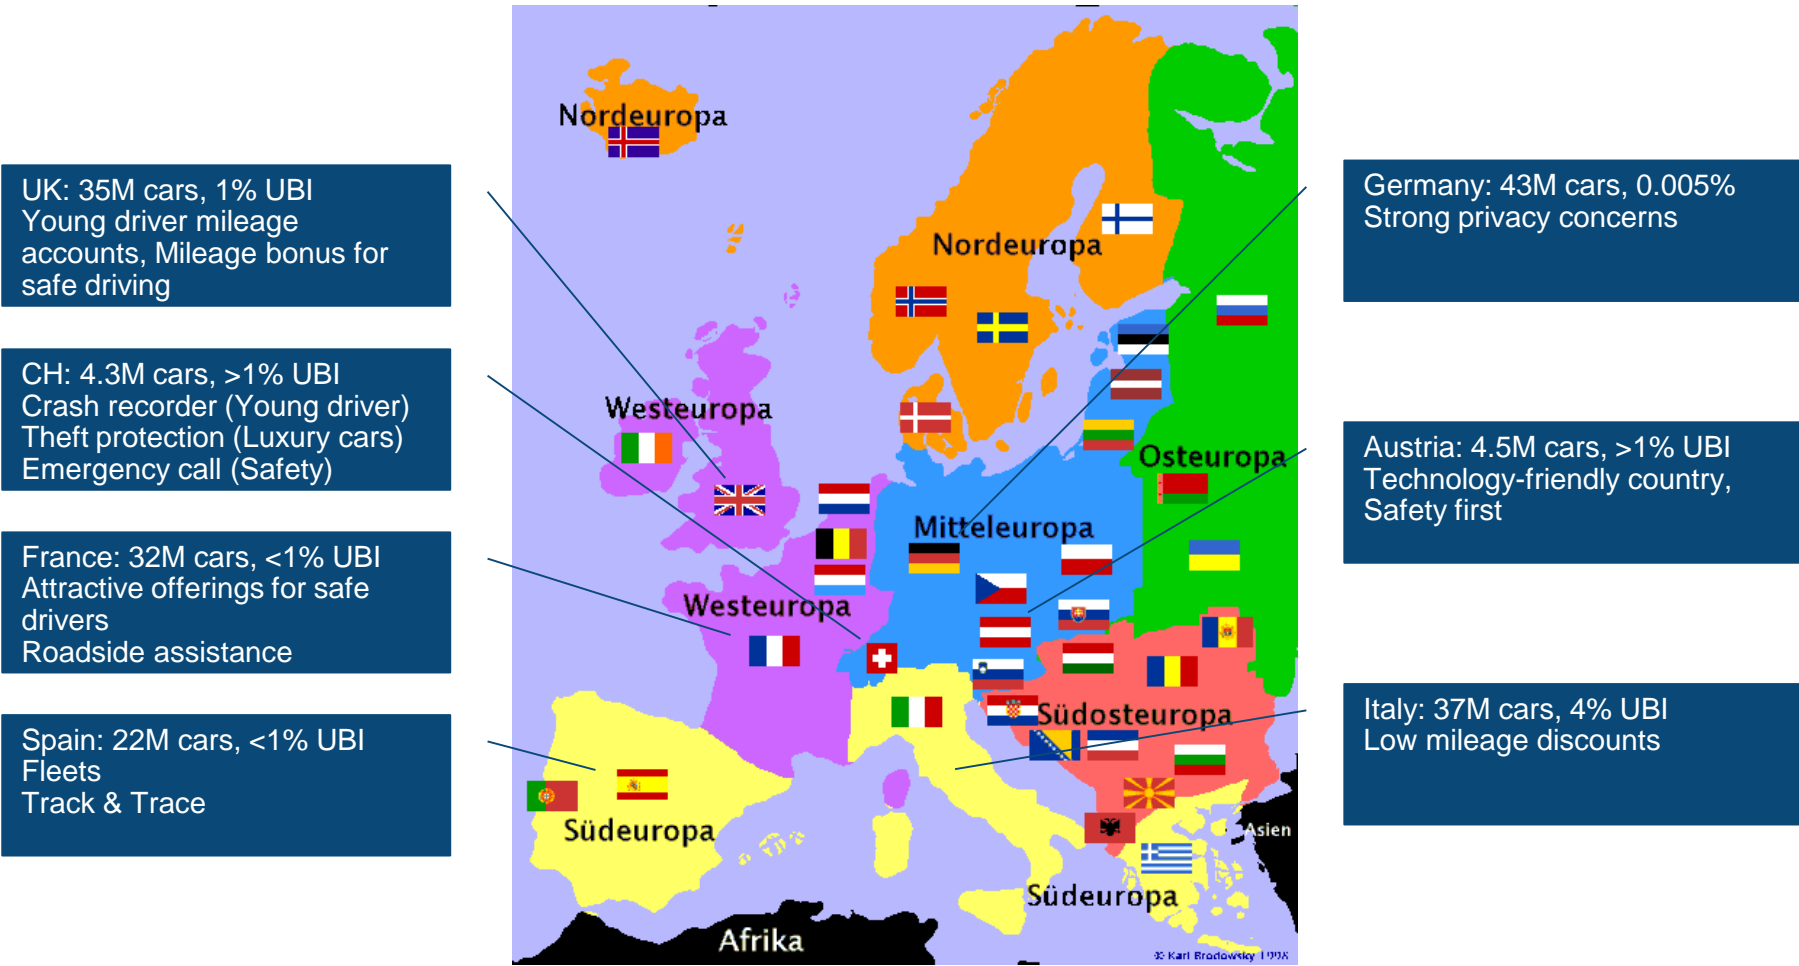 UK: 35M cars, 1% UBI
Young driver mileage
accounts, Mileage bonus for
safe driving
CH: 4.3M cars, >1% UBI
Crash recorder (Young driver)
Theft protection (Luxury cars)
Emergency call (Safety)
France: 32M cars, <1% UBI
Attractive offerings for safe
drivers
Roadside assistance
Spain: 22M cars, <1% UBI
Fleets
Track & Trace
Nordeuropa
Nordeuropa
Westeuropa
Osteuropa
Mitteleuropa
Westeuropa
Südosteuropa
Südeuropa
Asien
Südeuropa
Afrika
© Karl Brodowsky 1998
Germany: 43M cars, 0.005%
Strong privacy concerns
Austria: 4.5M cars, >1% UBI
Technology-friendly country,
Safety first
Italy: 37M cars, 4% UBI
Low mileage discounts